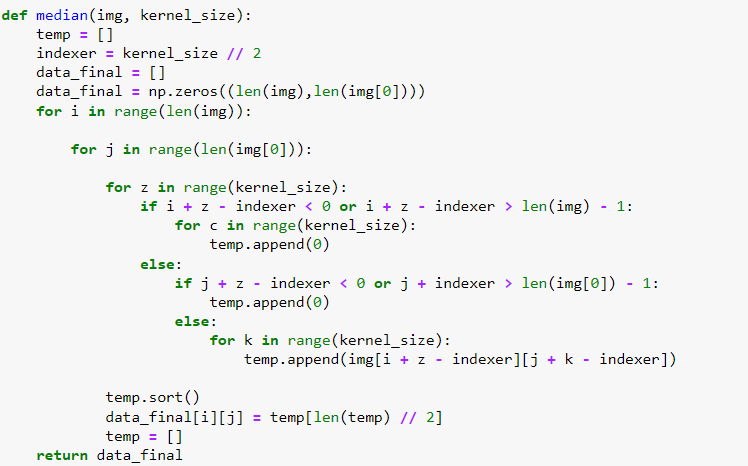 def median(img, kernel_size):
    temp = []
    indexer = kernel_size // 2
    data_final = []
    data_final = np.zeros((len(img),len(img[0])))
    for i in range(len(img)):
        for j in range(len(img[0])):
            for z in range(kernel_size):
                if i + z - indexer < 0 or i + z - indexer > len(img) - 1:
                    for c in range(kernel_size):
                        temp.append(0)
                else:
                    if j + z - indexer < 0 or j + indexer > len(img[0]) - 1:
                        temp.append(0)
                    else:
                        for k in range(kernel_size):
                            temp.append(img[i + z - indexer][j + k - indexer])
            temp.sort()
            data_final[i][j] = temp[len(temp) // 2]
            temp = []
    return data_final